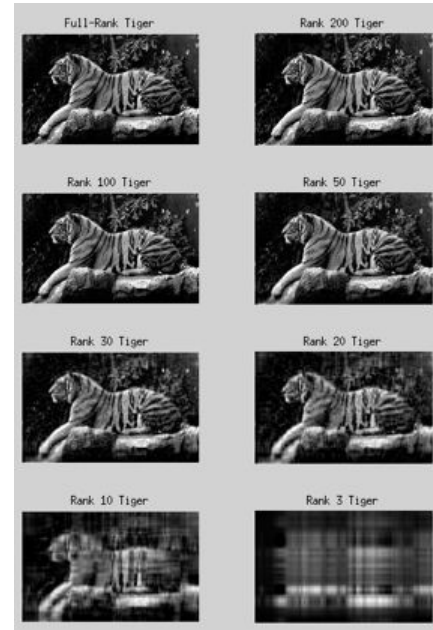 Full-Rank Tiger
Rank 200 Tiger
Rank 100 Tiger
Rank 50 Tiger
Rank 30 Tiger
Rank 20 Tiger
Rank 10 Tiger
Rank 3 Tiger